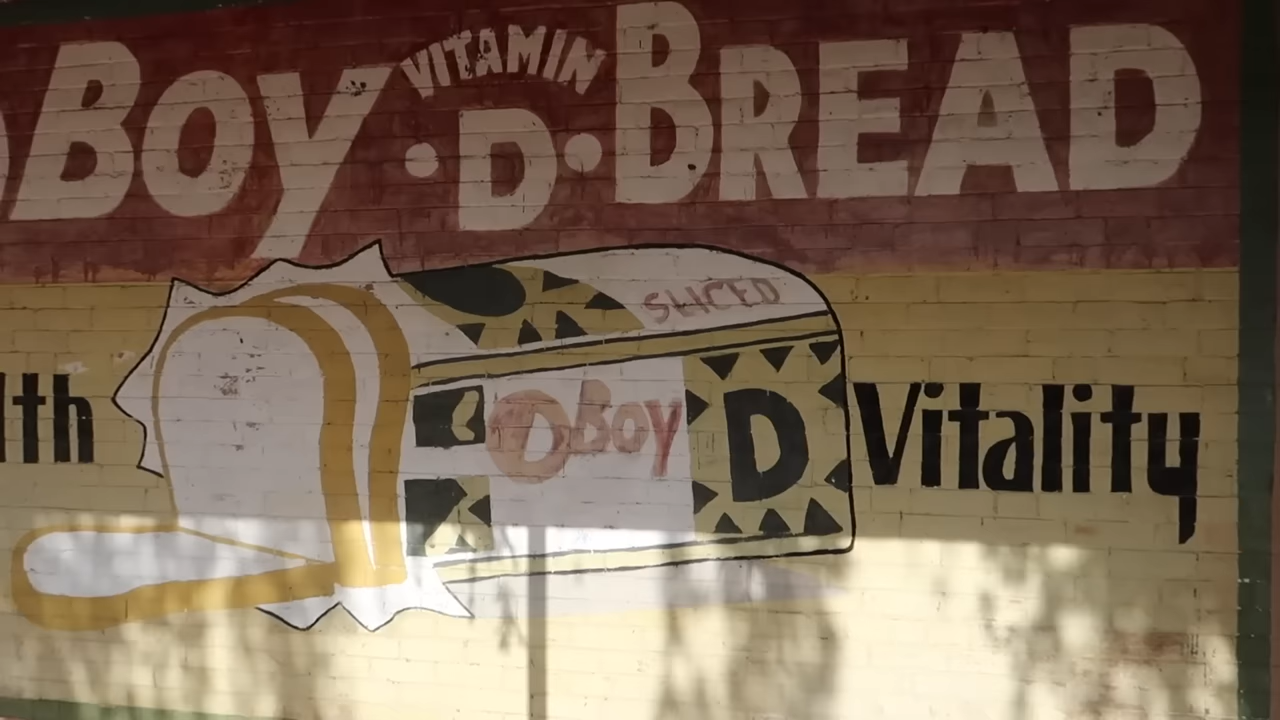 Boy VITAMIN D BREAD
SLICED
D Boy
D
lth Vitality